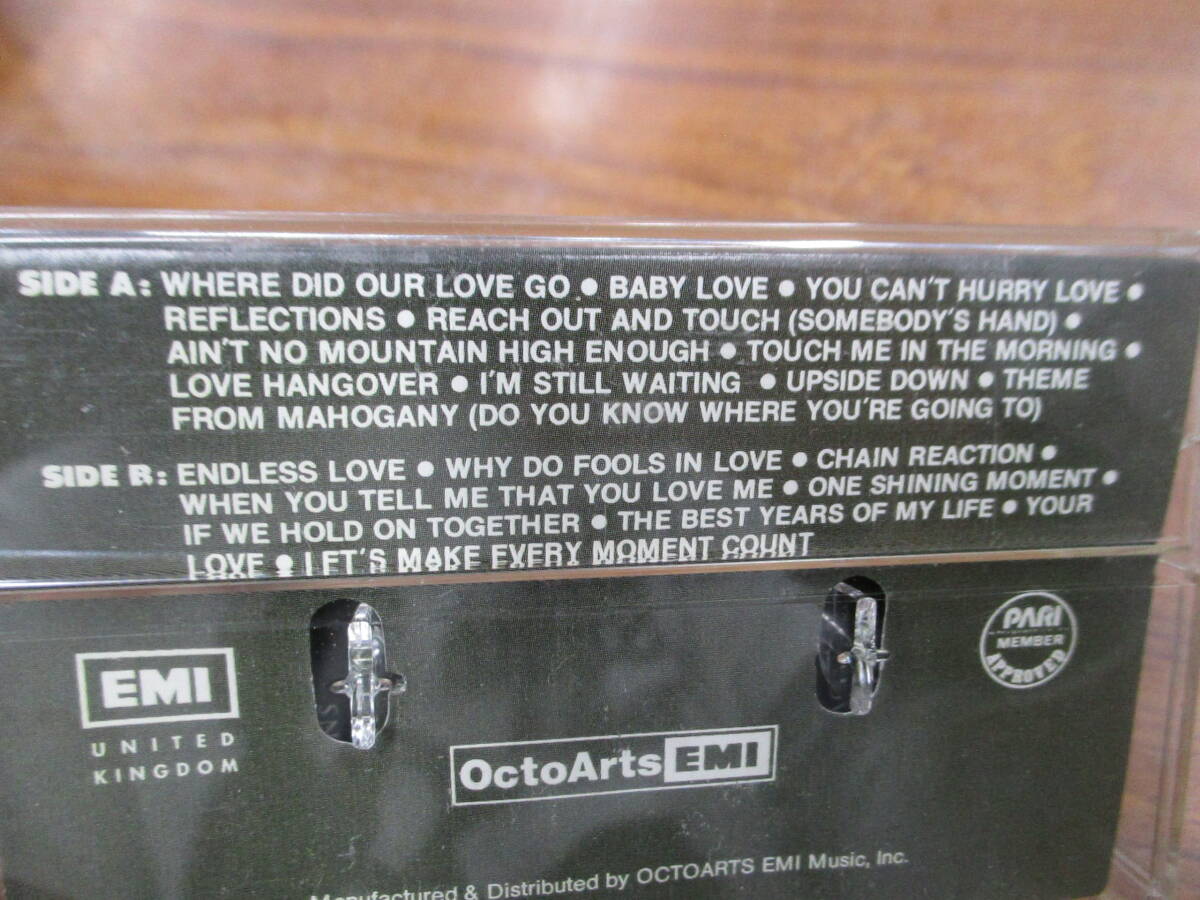 SIDE A: WHERE DID OUR LOVE GO • BABY LOVE • YOU CAN'T HURRY LOVE •
REFLECTIONS • REACH OUT AND TOUCH (SOMEBODY'S HAND) •
AIN'T NO MOUNTAIN HIGH ENOUGH • TOUCH ME IN THE MORNING •
LOVE HANGOVER • I'M STILL WAITING • UPSIDE DOWN • THEME
FROM MAHOGANY (DO YOU KNOW WHERE YOU'RE GOING TO)
SIDE B: ENDLESS LOVE • WHY DO FOOLS IN LOVE • CHAIN REACTION •
WHEN YOU TELL ME THAT YOU LOVE ME • ONE SHINING MOMENT •
IF WE HOLD ON TOGETHER • THE BEST YEARS OF MY LIFE • YOUR
LOVE • LET'S MAKE EVERY MOMENT COUNT
EMI
UNITED
KINGDOM
OctoArts EMI
PARI
MEMBER
APPROVED
Manufactured & Distributed by OCTOARTS EMI Music, Inc.